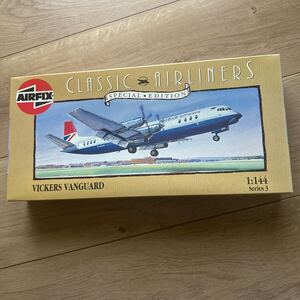 AIRFIX
CLASSIC AIRLINERS
SPECIAL • EDITION
VICKERS VANGUARD
1:144
Series 3